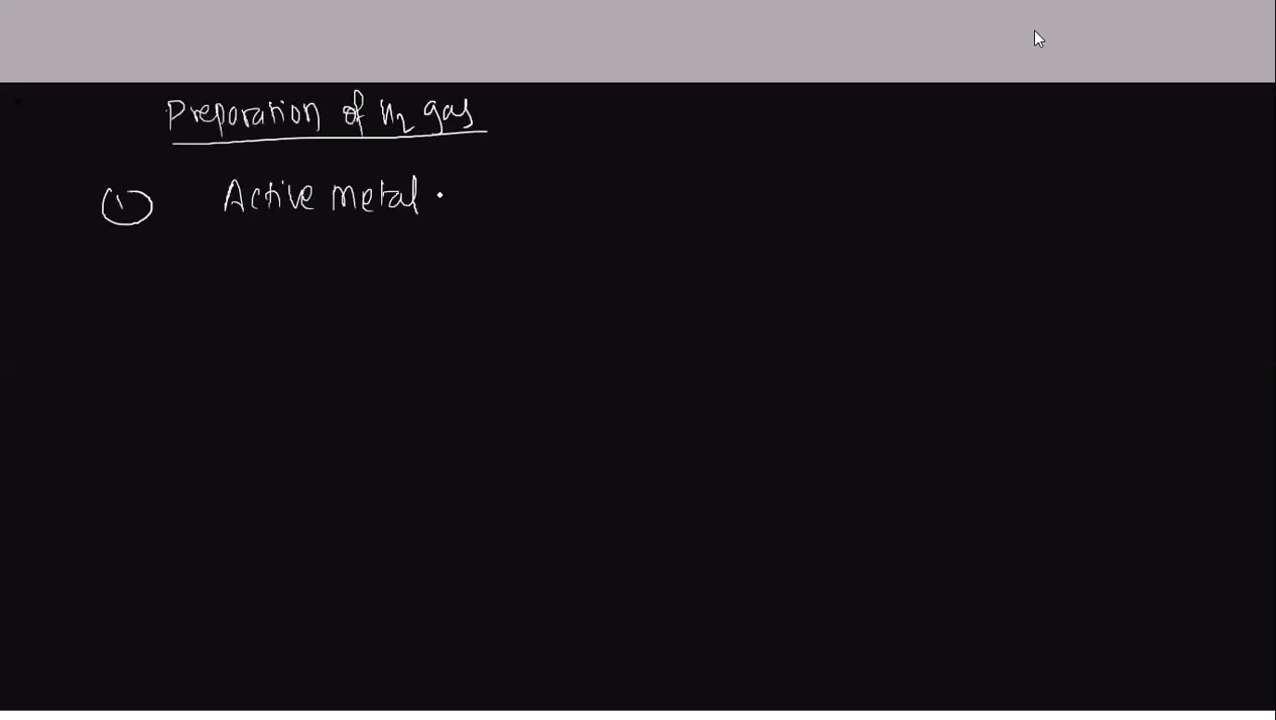 Preparation of H₂ gas
① Active metal